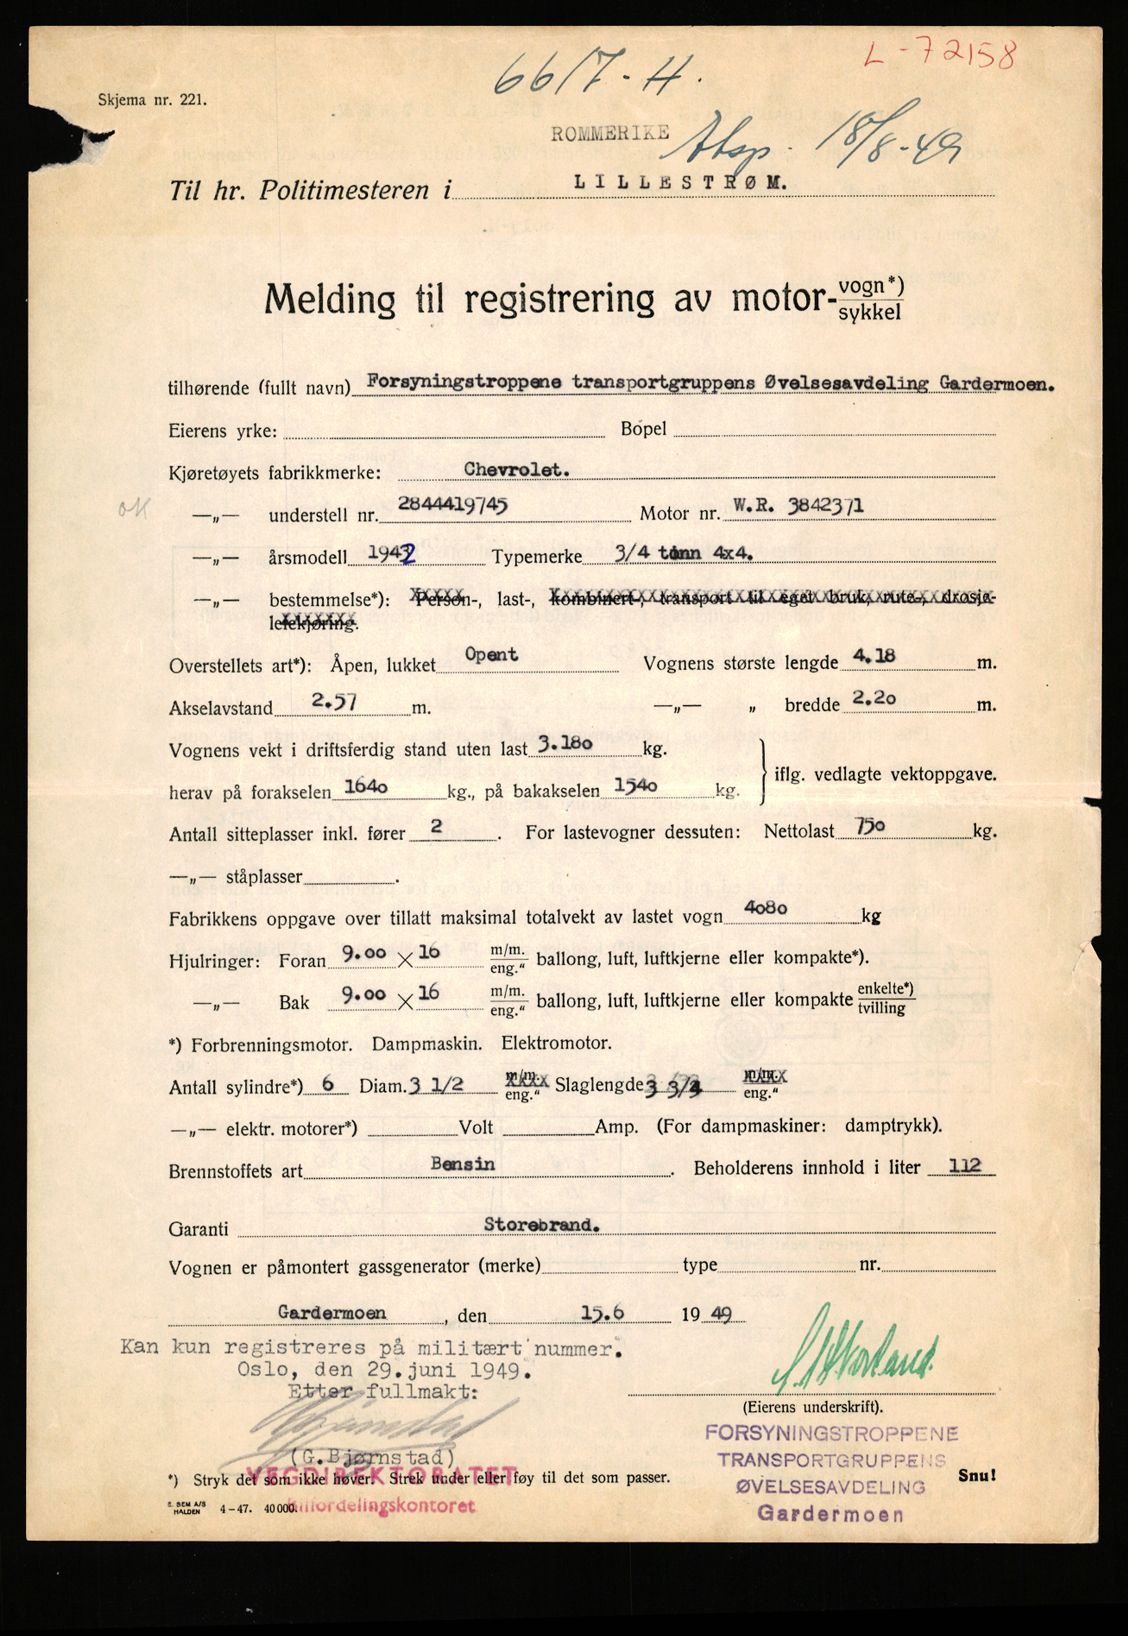 L-72158
6617-H.
Skjema nr. 221.
ROMMERIKE
Avsp. 18/8-49
Til hr. Politimesteren i LILLESTRØM.
Melding til registrering av motor-vogn*)
sykkel
tilhørende (fullt navn) Forsyningstroppene transportgruppens Øvelsesavdeling Gardermoen.
Eierens yrke: Bopel
Kjøretøyets fabrikkmerke: Chevrolet.
ok
—„— understell nr. 2844419745 Motor nr. W.R. 3842371
—„— årsmodell 1942 Typemerke 3/4 tonn 4x4.
—„— bestemmelse*): Person-, last-, kombinert-, transport til eget bruk, rute-, drosje-
leiekjøring.
Overstellets art*): Åpen, lukket Opent Vognens største lengde 4.18 m.
Akselavstand 2.57 m. —„— „ bredde 2.20 m.
Vognens vekt i driftsferdig stand uten last 3.180 kg.
herav på forakselen 1640 kg., på bakakselen 1540 kg. iflg. vedlagte vektoppgave.
Antall sitteplasser inkl. fører 2. For lastevogner dessuten: Nettolast 750 kg.
—„— ståplasser .
Fabrikkens oppgave over tillatt maksimal totalvekt av lastet vogn 4080 kg
Hjulringer: Foran 9.00 × 16 m/m. eng.“ ballong, luft, luftkjerne eller kompakte*).
—„— Bak 9.00 × 16 m/m. eng.“ ballong, luft, luftkjerne eller kompakte enkelte*) tvilling
*) Forbrenningsmotor. Dampmaskin. Elektromotor.
Antall sylindre*) 6 Diam. 3 1/2 m/m. eng.“ Slaglengde 3 3/4 m/m. eng.“
—„— elektr. motorer*) Volt Amp. (For dampmaskiner: damptrykk).
Brennstoffets art Bensin . Beholderens innhold i liter 112
Garanti Storebrand.
Vognen er påmontert gassgenerator (merke) type nr.
Gardermoen, den 15.6 1949
Kan kun registreres på militært nummer.
Oslo, den 29.juni 1949.
Etter fullmakt:
(Eierens underskrift).
(G.Bjørnstad)
VEGDIREKTORATET
FORSYNINGSTROPPENE
TRANSPORTGRUPPENS
ØVELSESAVDELING
Gardermoen
*) Stryk det som ikke høver. Strek under eller føy til det som passer.
Snu!
E. SEM A/S HALDEN 4-47. 40 000.